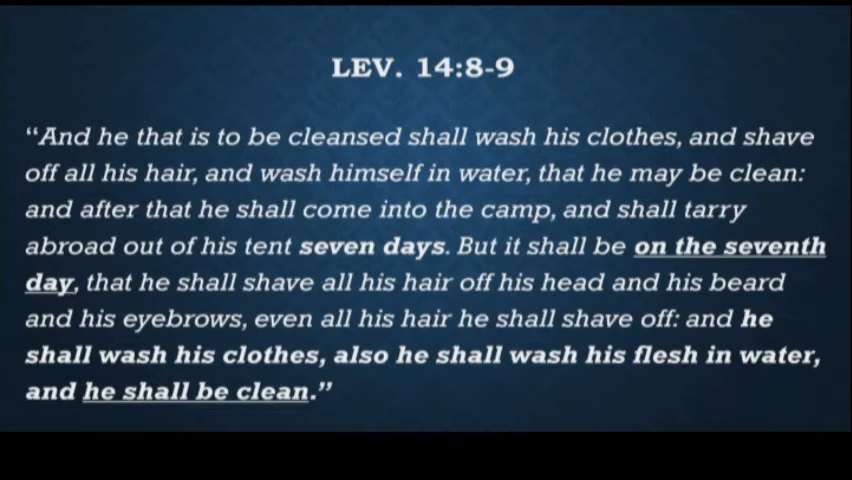 LEV. 14:8-9
“And he that is to be cleansed shall wash his clothes, and shave
off all his hair, and wash himself in water, that he may be clean:
and after that he shall come into the camp, and shall tarry
abroad out of his tent seven days. But it shall be on the seventh
day, that he shall shave all his hair off his head and his beard
and his eyebrows, even all his hair he shall shave off: and he
shall wash his clothes, also he shall wash his flesh in water,
and he shall be clean.”